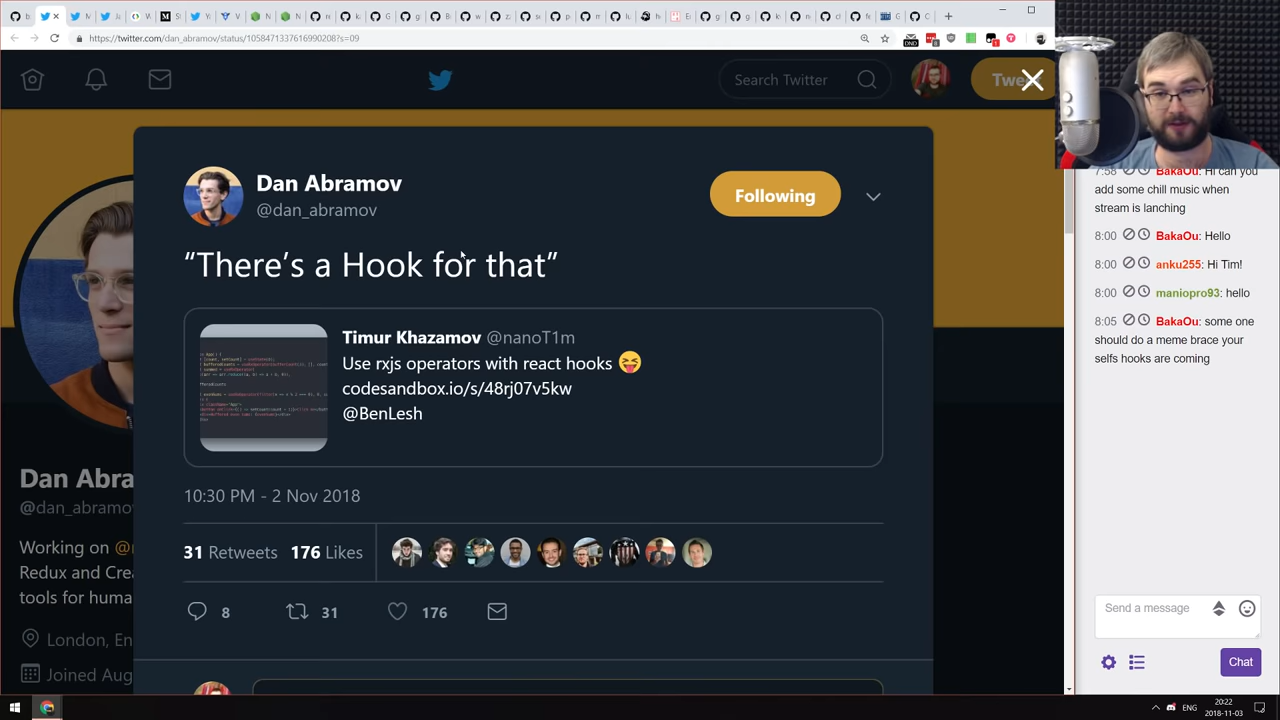 https://twitter.com/dan_abramov/status/1058471337616990208?s=09
Search Twitter
Dan Abramov
@dan_abramov
Following
“There’s a Hook for that”
Timur Khazamov @nanoT1m
Use rxjs operators with react hooks
codesandbox.io/s/48rj07v5kw
@BenLesh
10:30 PM - 2 Nov 2018
31 Retweets 176 Likes
8 31 176
Dan Abra
@dan_abramo
Working on
Redux and Cre
tools for huma
London, En
Joined Aug
7:58 BakaOu: Hi can you
add some chill music when
stream is lanching
8:00 BakaOu: Hello
8:00 anku255: Hi Tim!
8:00 maniopro93: hello
8:05 BakaOu: some one
should do a meme brace your
selfs hooks are coming
Send a message
Chat
ENG
20:22
2018-11-03